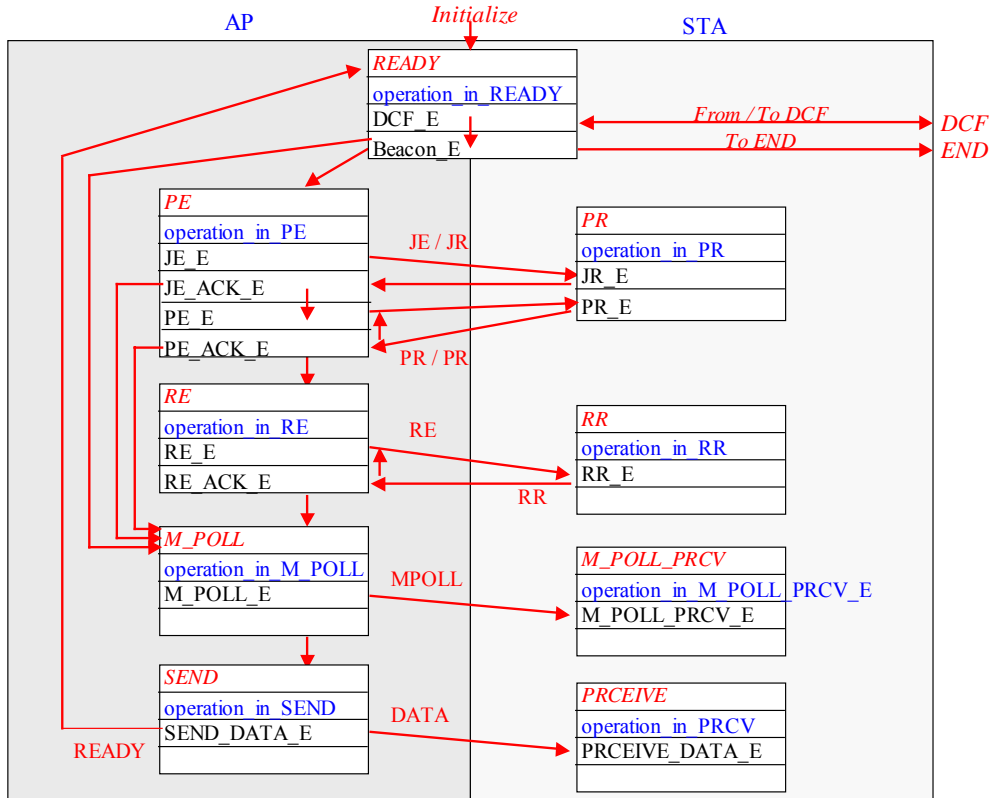 Initialize
AP
STA
READY
operation_in_READY
DCF_E
Beacon_E
From / To DCF
DCF
To END
END
PE
operation_in_PE
JE_E
JE_ACK_E
PE_E
PE_ACK_E
JE / JR
PR
operation_in_PR
JR_E
PR_E
PR / PR
RE
operation_in_RE
RE_E
RE_ACK_E
RE
RR
operation_in_RR
RR_E
RR
M_POLL
operation_in_M_POLL
M_POLL_E
MPOLL
M_POLL_PRCV
operation_in_M_POLL_PRCV_E
M_POLL_PRCV_E
SEND
operation_in_SEND
SEND_DATA_E
DATA
READY
PRCEIVE
operation_in_PRCV
PRCEIVE_DATA_E